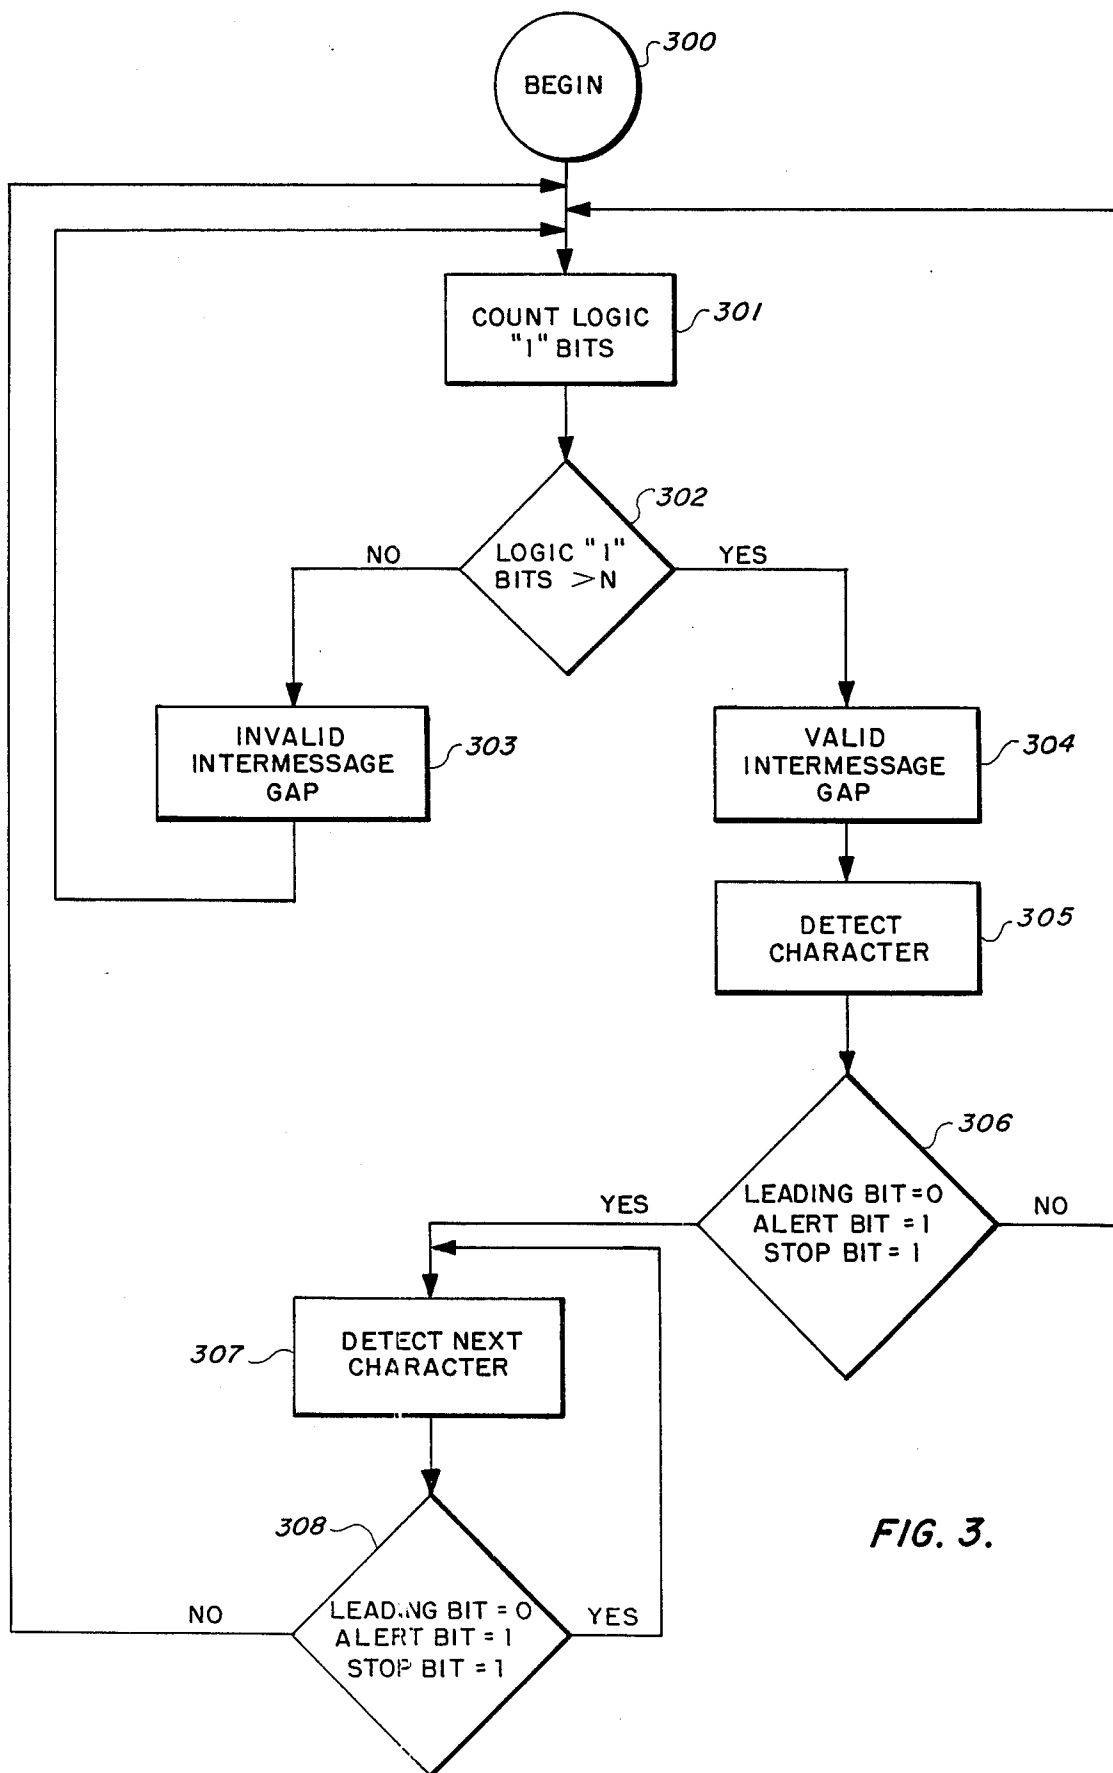 300
BEGIN
COUNT LOGIC
"1" BITS
301
302
LOGIC "1"
BITS >N
NO
YES
INVALID
INTERMESSAGE
GAP
303
VALID
INTERMESSAGE
GAP
304
DETECT
CHARACTER
305
306
LEADING BIT=0
ALERT BIT = 1
STOP BIT = 1
YES
NO
DETECT NEXT
CHARACTER
307
308
LEADING BIT = 0
ALERT BIT = 1
STOP BIT = 1
NO
YES
FIG. 3.